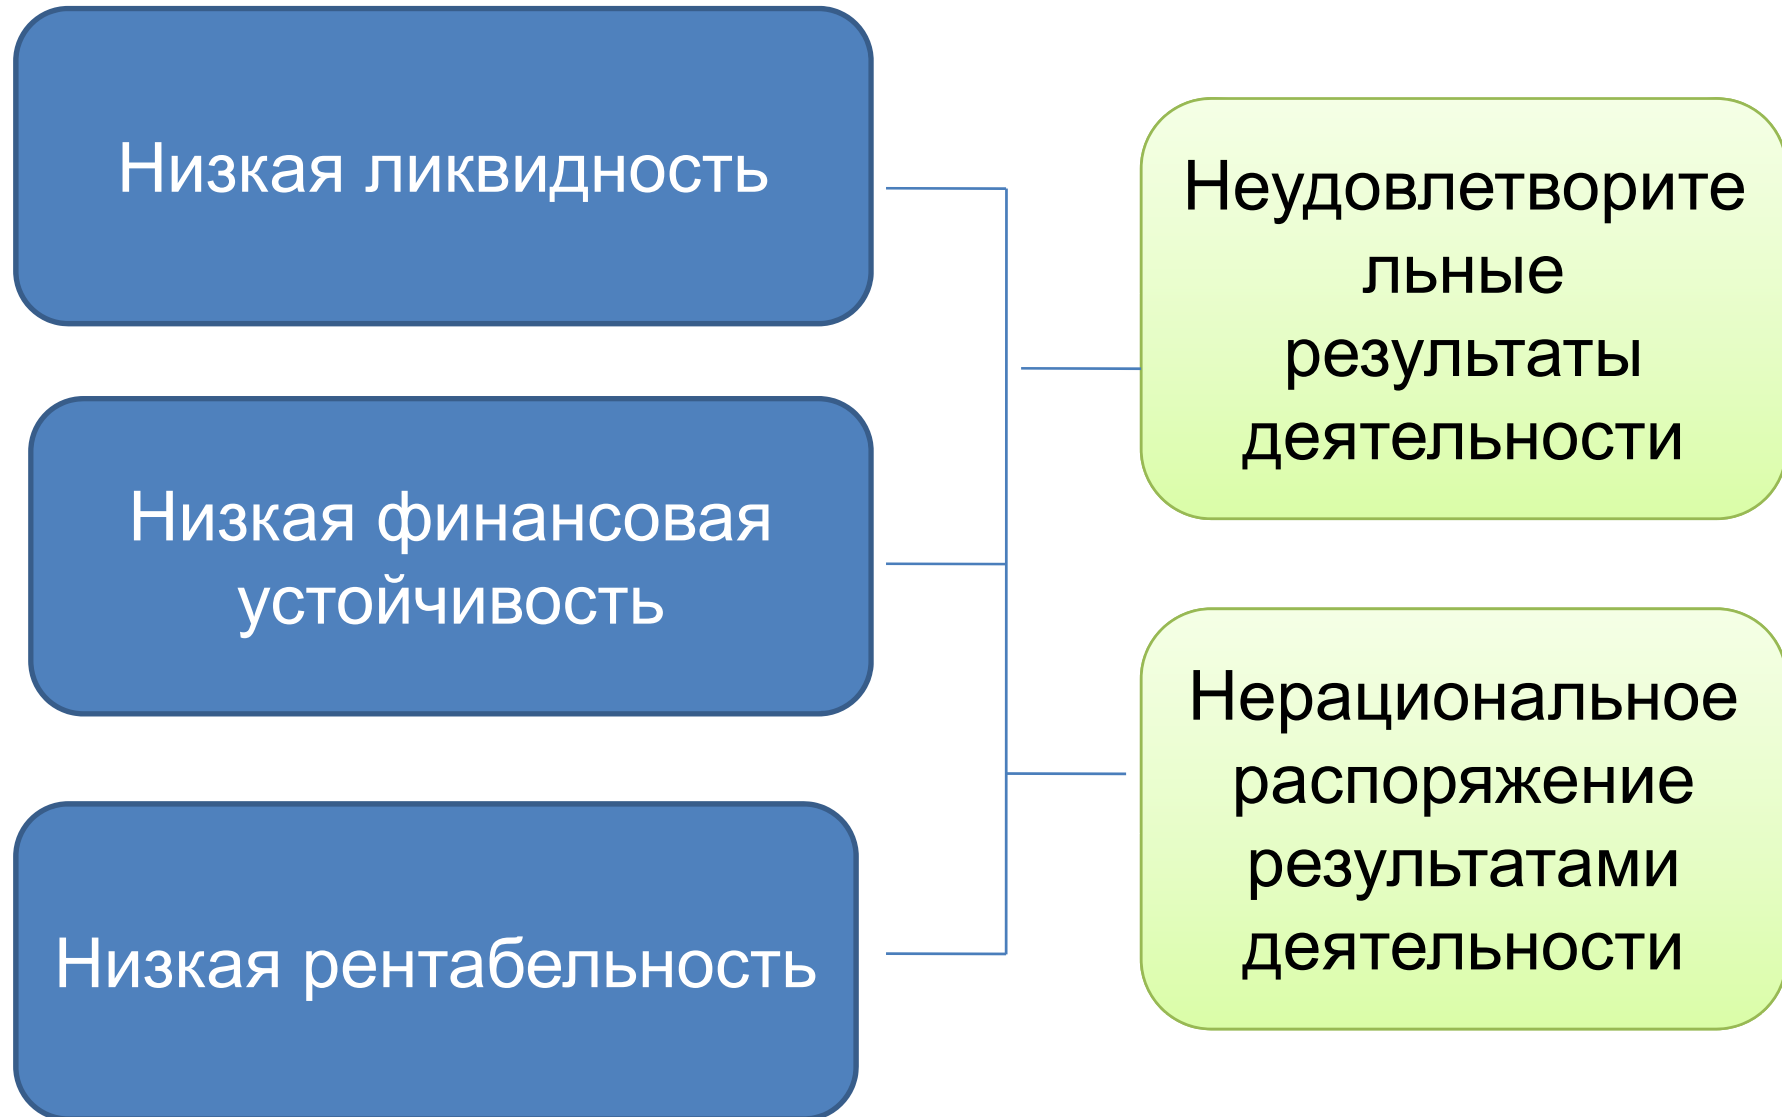 Низкая ликвидность
Низкая финансовая
устойчивость
Низкая рентабельность
Неудовлетворите
льные
результаты
деятельности
Нерациональное
распоряжение
результатами
деятельности